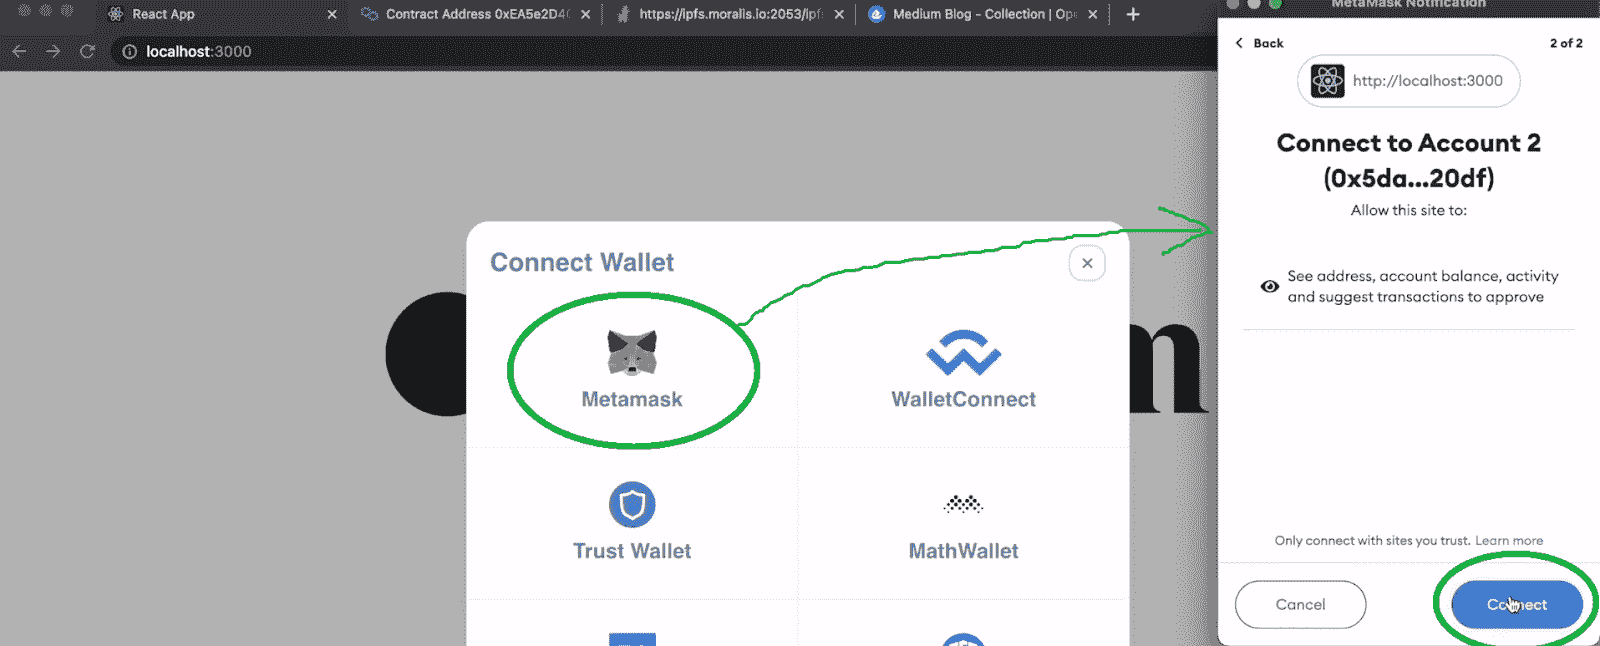 React App
Contract Address 0xEA5e2D4
https://ipfs.moralis.io:2053/ipf
Medium Blog - Collection | Op
localhost:3000
MetaMask Notification
Back
2 of 2
http://localhost:3000
Connect to Account 2
(0x5da...20df)
Allow this site to:
See address, account balance, activity
and suggest transactions to approve
Only connect with sites you trust. Learn more
Cancel
Connect
Connect Wallet
Metamask
WalletConnect
Trust Wallet
MathWallet
m